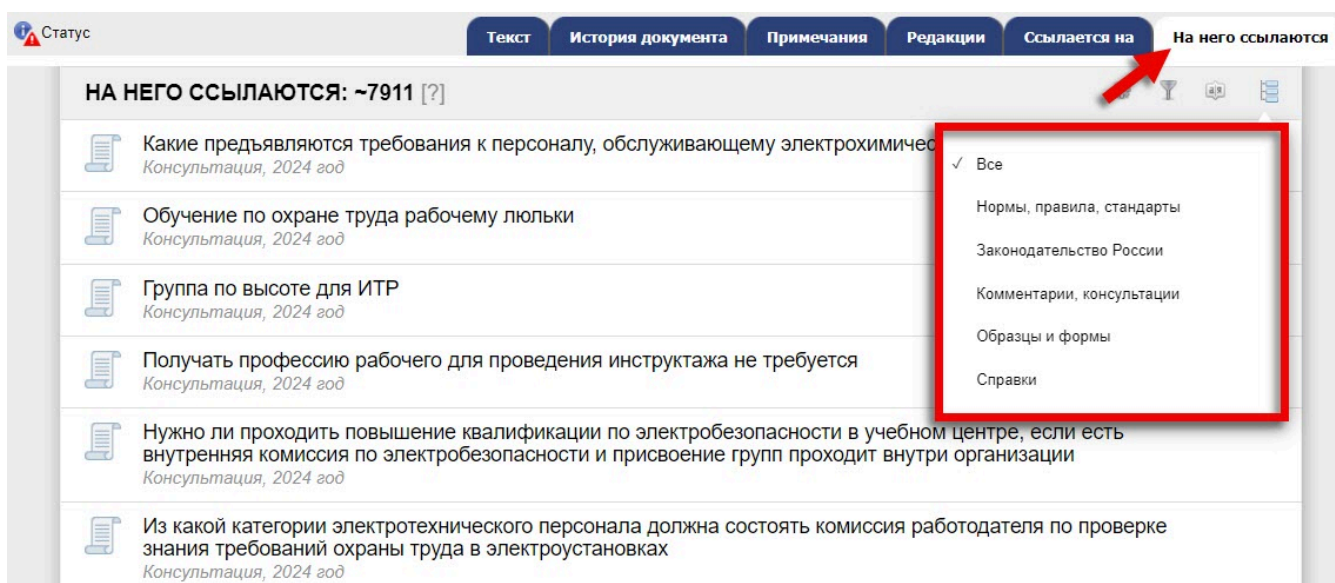 Статус
Текст
История документа
Примечания
Редакции
Ссылается на
На него ссылаются
НА НЕГО ССЫЛАЮТСЯ: ~7911 [?]
Какие предъявляются требования к персоналу, обслуживающему
Консультация, 2024 год
Обучение по охране труда рабочему люльки
Консультация, 2024 год
Группа по высоте для ИТР
Консультация, 2024 год
Получать профессию рабочего для проведения инструктажа не требуется
Консультация, 2024 год
Нужно ли проходить повышение квалификации по электробезопасности в учебном центре, если есть
внутренняя комиссия по электробезопасности и присвоение групп проходит внутри организации
Консультация, 2024 год
Из какой категории электротехнического персонала должна состоять комиссия работодателя по проверке
знания требований охраны труда в электроустановках
Консультация, 2024 год
✓ Все
Нормы, правила, стандарты
Законодательство России
Комментарии, консультации
Образцы и формы
Справки